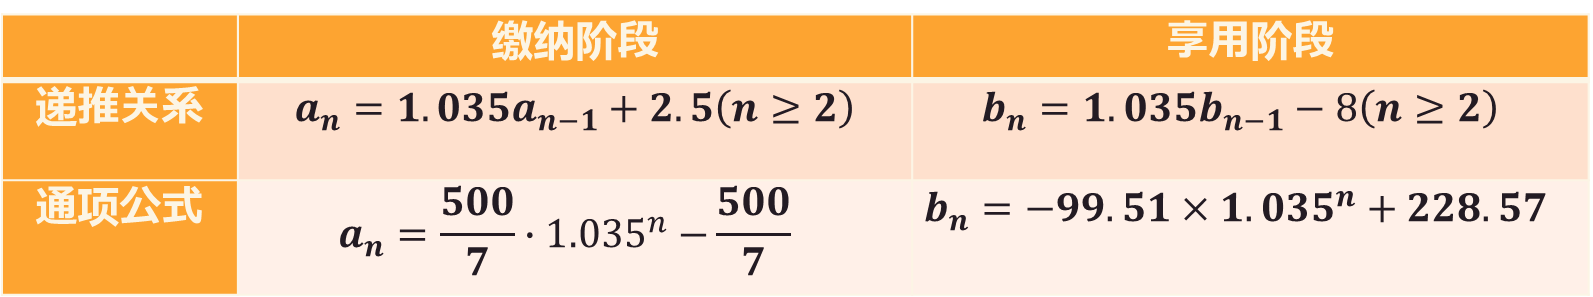 缴纳阶段 享用阶段
递推关系 aₙ = 1.035aₙ₋₁ + 2.5(n ≥ 2) bₙ = 1.035bₙ₋₁ − 8(n ≥ 2)
通项公式 aₙ = 500/7 · 1.035ⁿ − 500/7 bₙ = −99.51 × 1.035ⁿ + 228.57